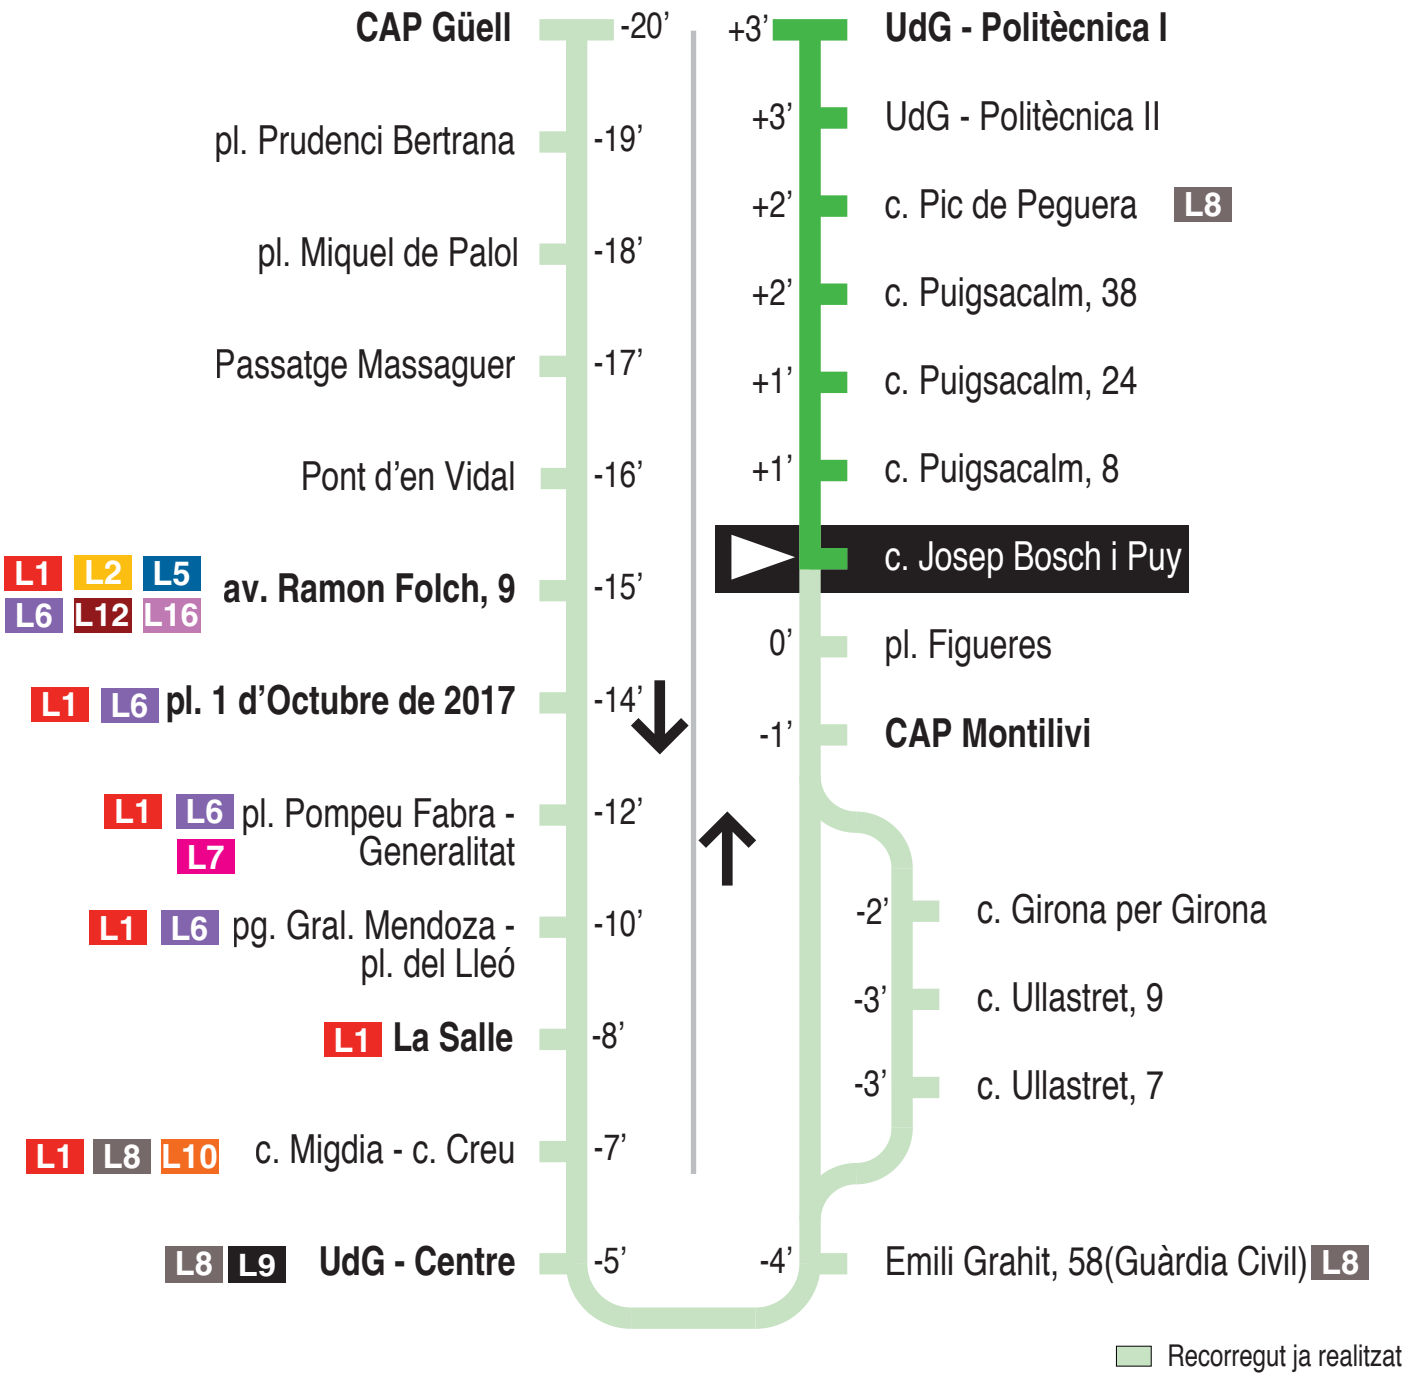 CAP Güell -20’
pl. Prudenci Bertrana -19’
pl. Miquel de Palol -18’
Passatge Massaguer -17’
Pont d’en Vidal -16’
L1 L2 L5
L6 L12 L16
av. Ramon Folch, 9 -15’
L1 L6 pl. 1 d’Octubre de 2017 -14’
L1 L6 pl. Pompeu Fabra - -12’
L7 Generalitat
L1 L6 pg. Gral. Mendoza - -10’
pl. del Lleó
L1 La Salle -8’
L1 L8 L10 c. Migdia - c. Creu -7’
L8 L9 UdG - Centre -5’
+3’ UdG - Politècnica I
+3’ UdG - Politècnica II
+2’ c. Pic de Peguera L8
+2’ c. Puigsacalm, 38
+1’ c. Puigsacalm, 24
+1’ c. Puigsacalm, 8
c. Josep Bosch i Puy
0’ pl. Figueres
-1’ CAP Montilivi
-2’ c. Girona per Girona
-3’ c. Ullastret, 9
-3’ c. Ullastret, 7
-4’ Emili Grahit, 58(Guàrdia Civil) L8
Recorregut ja realitzat